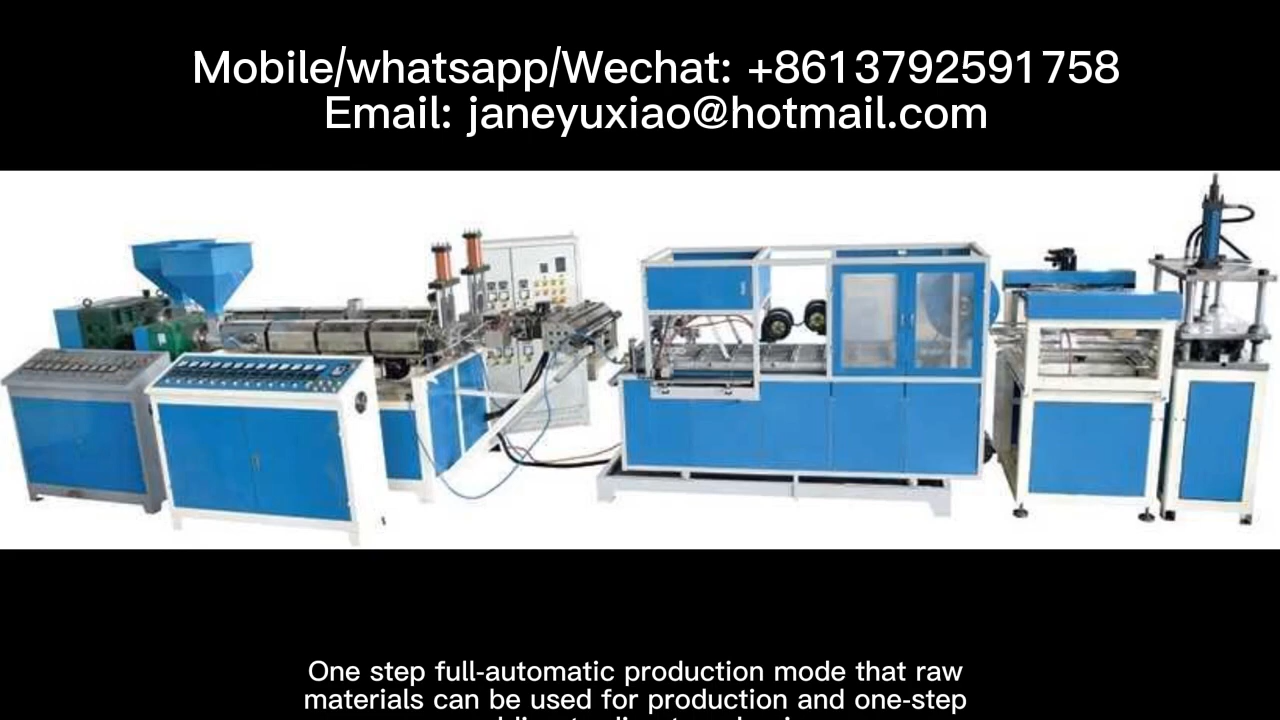 Mobile/whatsapp/Wechat: +8613792591758
Email: janeyuxiao@hotmail.com
One step full-automatic production mode that raw
materials can be used for production and one-step